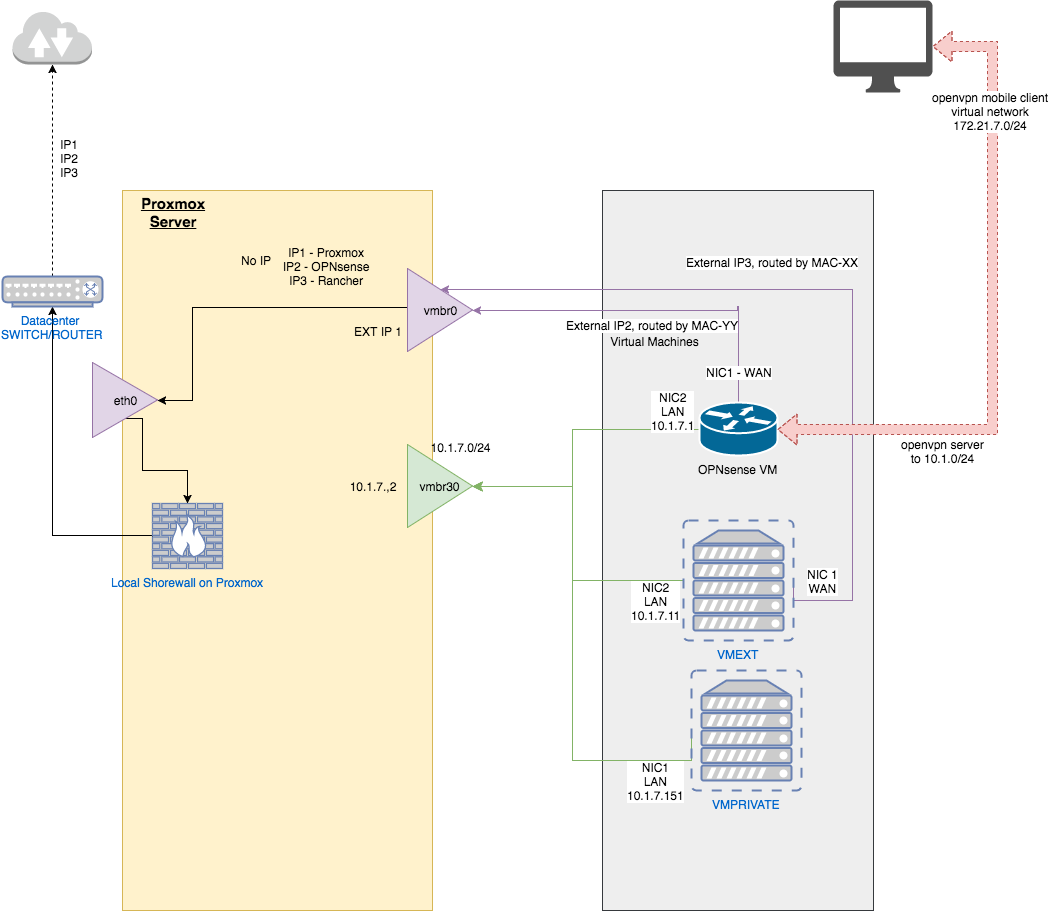 openvpn mobile client
virtual network
172.21.7.0/24
IP1
IP2
IP3
Proxmox
Server
No IP
IP1 - Proxmox
IP2 - OPNsense
IP3 - Rancher
External IP3, routed by MAC-XX
vmbr0
Datacenter
SWITCH/ROUTER
EXT IP 1
External IP2, routed by MAC-YY
Virtual Machines
NIC1 - WAN
eth0
NIC2
LAN
10.1.7.1
openvpn server
to 10.1.0/24
OPNsense VM
10.1.7.0/24
10.1.7.,2
vmbr30
Local Shorewall on Proxmox
NIC2
LAN
10.1.7.11
NIC 1
WAN
VMEXT
NIC1
LAN
10.1.7.151
VMPRIVATE